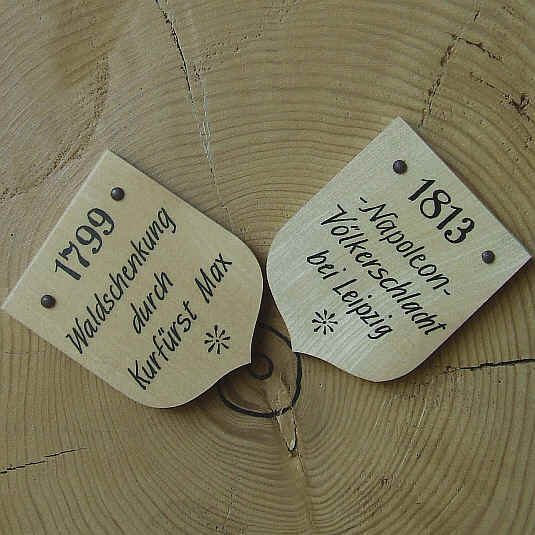 1799
Waldschenkung
durch
Kurfürst Max
1813
-Napoleon-
Völkerschlacht
bei Leipzig